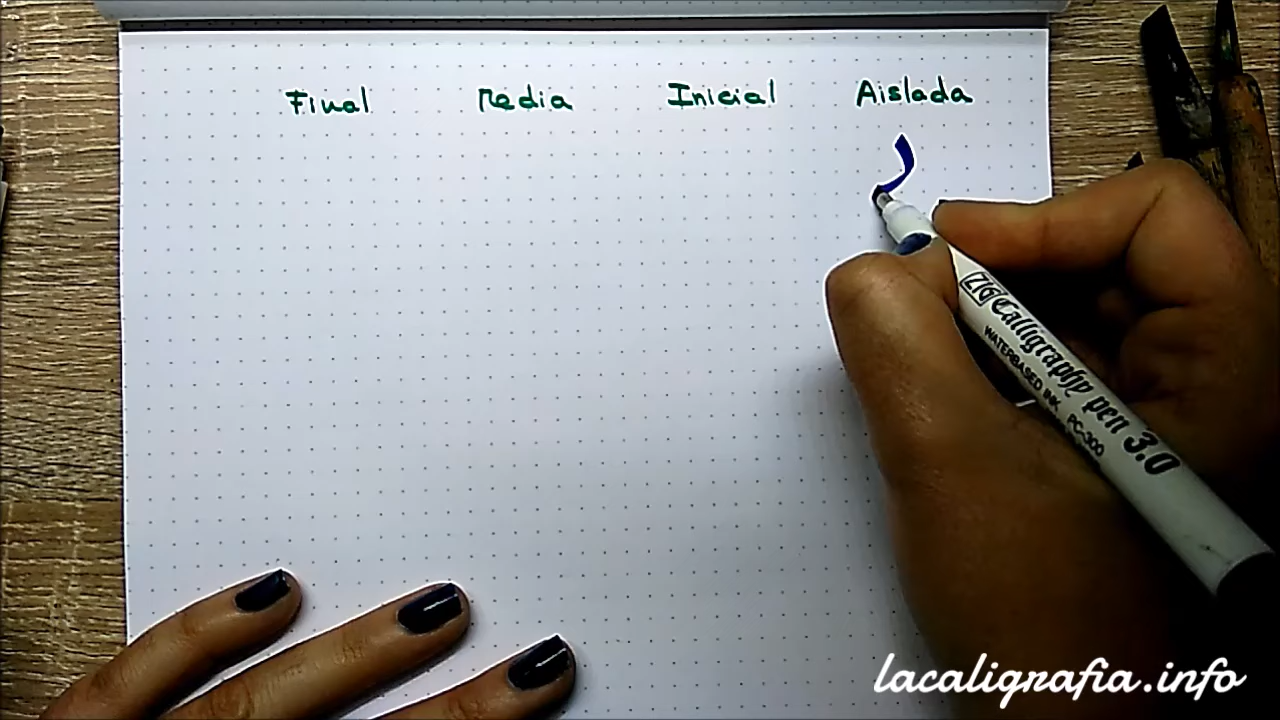 Final Media Inicial Aislada
د
ZIG Calligraphy pen 3.0
WATERBASED INK PC-300
lacaligrafia.info